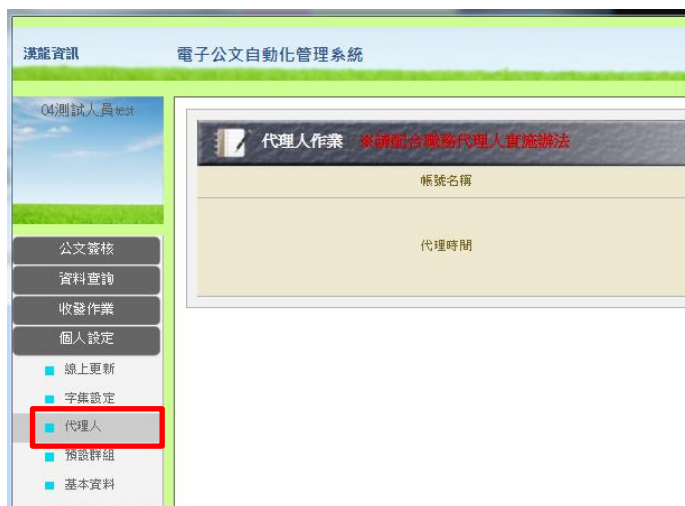 漢龍資訊
電子公文自動化管理系統
04測試人員test
代理人作業 ※請配合職務代理人實施辦法
帳號名稱
代理時間
公文簽核
資料查詢
收發作業
個人設定
線上更新
字集設定
代理人
預設群組
基本資料